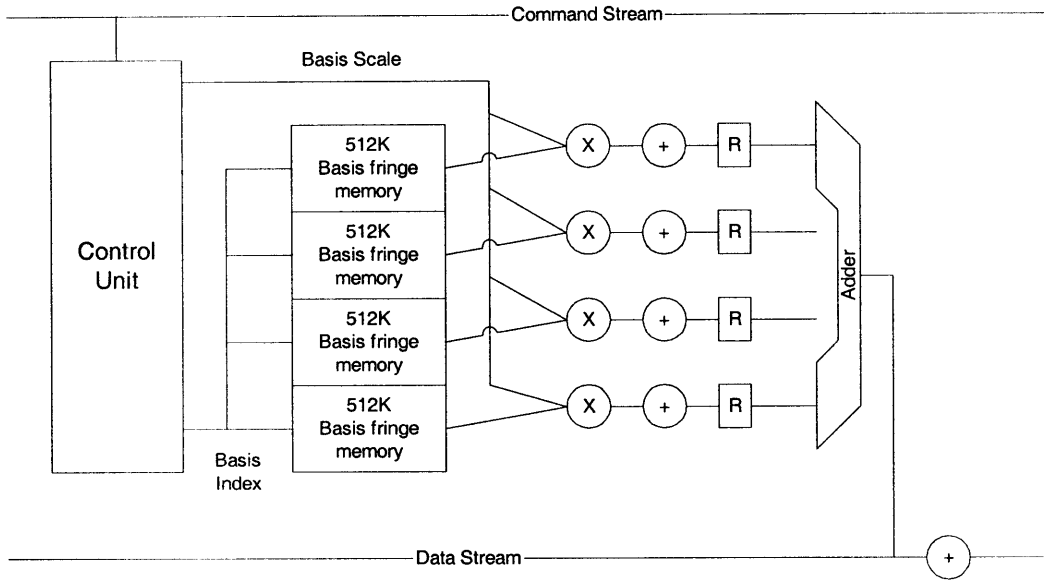 Command Stream
Basis Scale
Control
Unit
512K
Basis fringe
memory
512K
Basis fringe
memory
512K
Basis fringe
memory
512K
Basis fringe
memory
Basis
Index
X
+
R
X
+
R
X
+
R
X
+
R
Adder
Data Stream
+